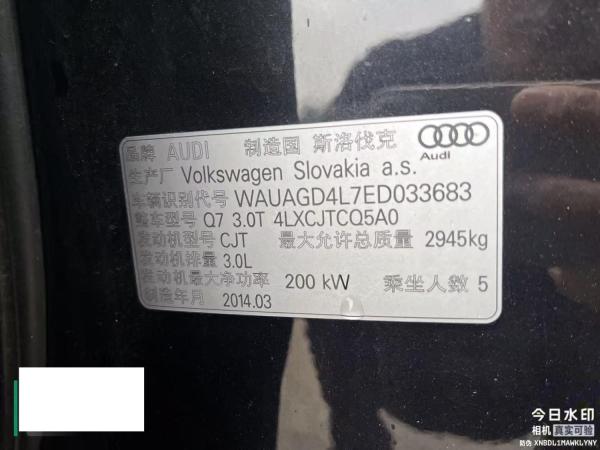 品牌 AUDI 制造国 斯洛伐克
Audi
生产厂 Volkswagen Slovakia a.s.
车辆识别代号 WAUAGD4L7ED033683
整车型号 Q7 3.0T 4LXCJTCQ5A0
发动机型号 CJT 最大允许总质量 2945kg
发动机排量 3.0L
发动机最大净功率 200 kW 乘坐人数 5
制造年月 2014.03
今日水印
相机 真实可验
防伪 XNBDL1MAWKLYNY